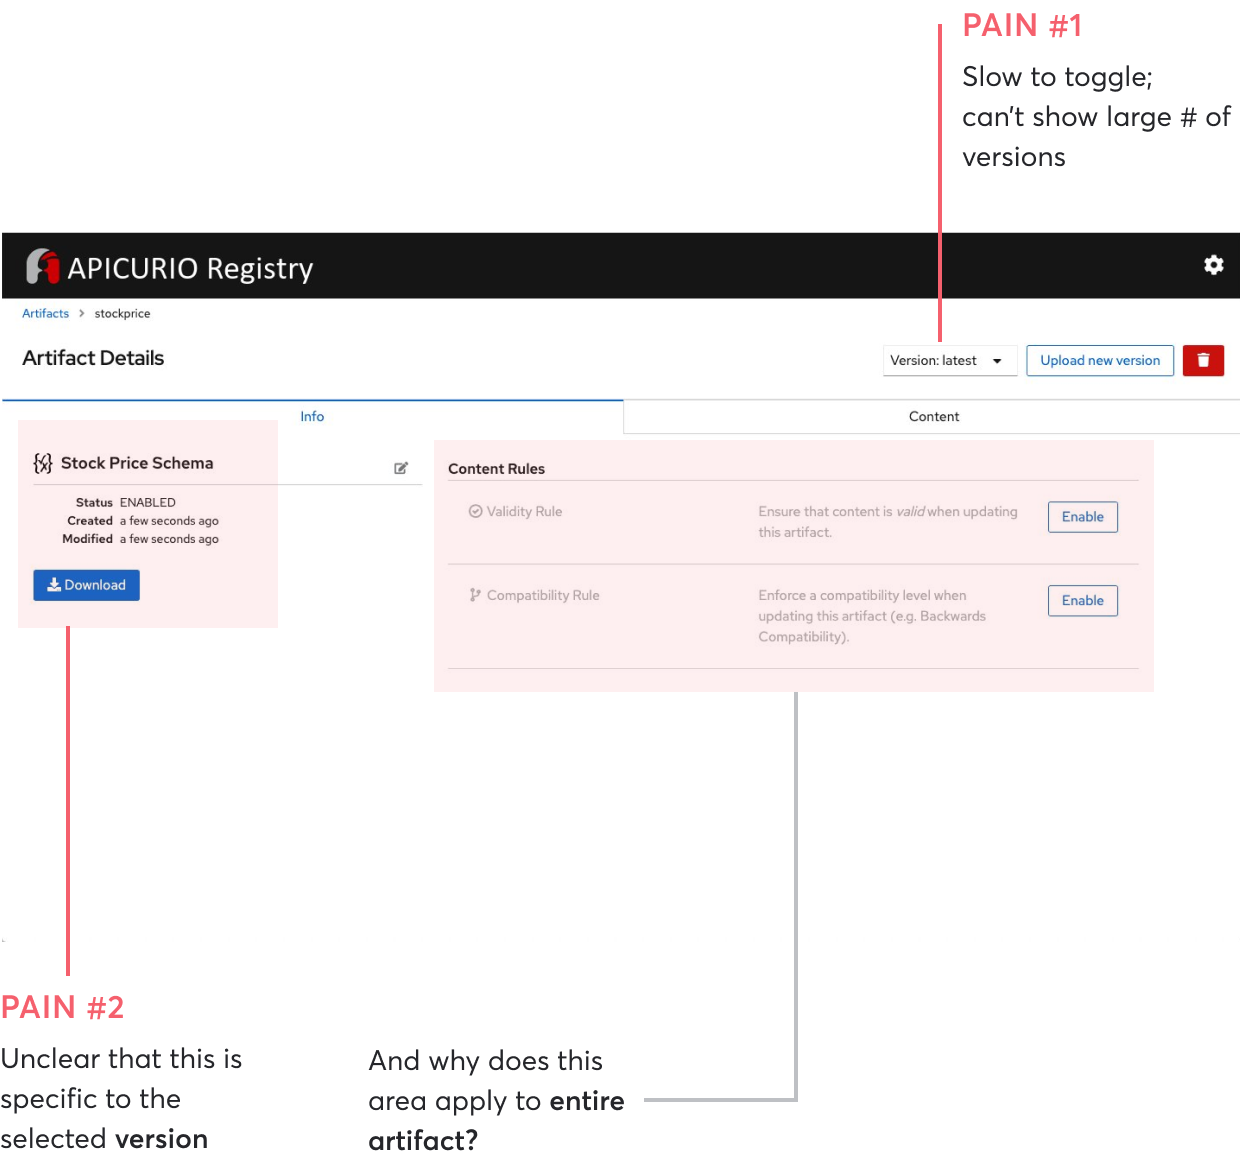 PAIN #1
Slow to toggle;
can't show large # of
versions
APICURIO Registry
Artifacts > stockprice
Artifact Details
Version: latest
Upload new version
Info
Content
Stock Price Schema
Status ENABLED
Created a few seconds ago
Modified a few seconds ago
Download
Content Rules
Validity Rule
Ensure that content is valid when updating
this artifact.
Enable
Compatibility Rule
Enforce a compatibility level when
updating this artifact (e.g. Backwards
Compatibility).
Enable
PAIN #2
Unclear that this is
specific to the
selected version
And why does this
area apply to entire
artifact?